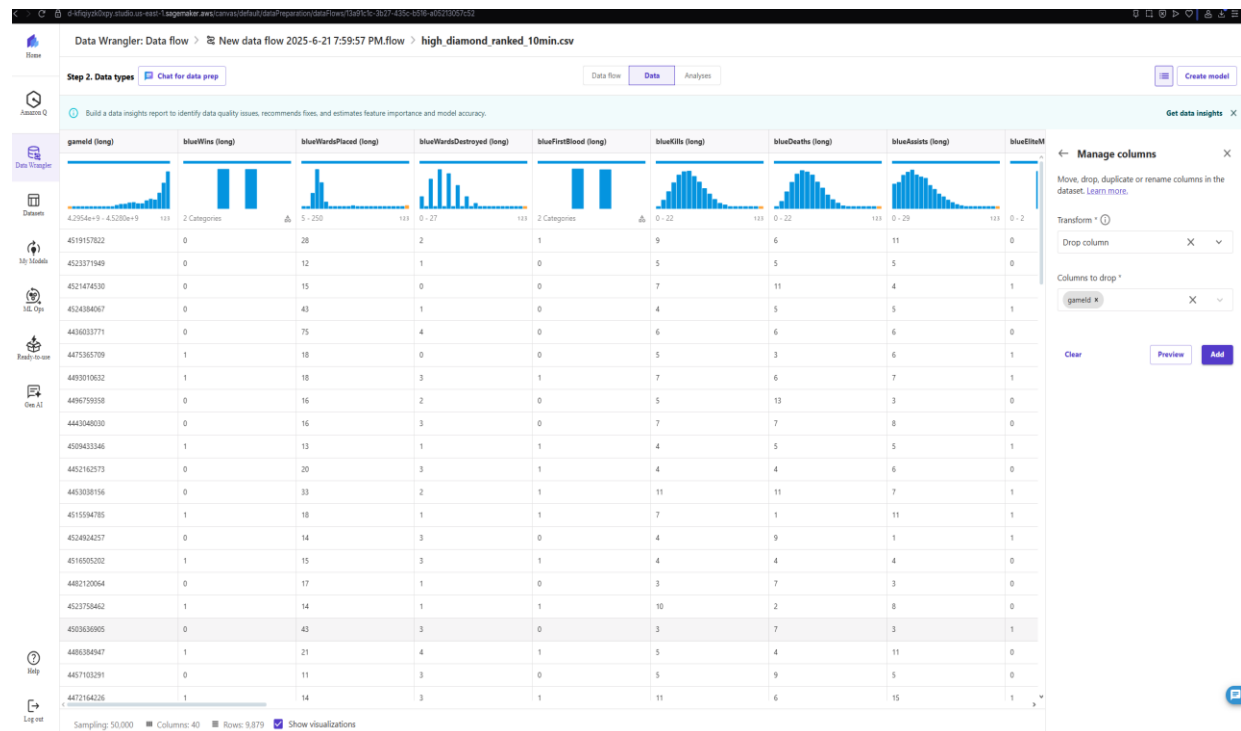 d-kfiqiyzk0xpy.studio.us-east-1.sagemaker.aws/canvas/default/dataPreparation/dataFlows/f3a91c1c-3b27-435c-b516-a05213057c52
Home
Amazon Q
Data Wrangler
Datasets
My Models
ML Ops
Ready-to-use
Gen AI
Help
Log out
Data Wrangler: Data flow > New data flow 2025-6-21 7:59:57 PM.flow > high_diamond_ranked_10min.csv
Step 2. Data types Chat for data prep Data flow Data Analyses Create model
Build a data insights report to identify data quality issues, recommends fixes, and estimates feature importance and model accuracy. Get data insights X
gameId (long) blueWins (long) blueWardsPlaced (long) blueWardsDestroyed (long) blueFirstBlood (long) blueKills (long) blueDeaths (long) blueAssists (long) blueEliteM
4.2954e+9 - 4.5280e+9 123 2 Categories 5 - 250 123 0 - 27 123 2 Categories 0 - 22 123 0 - 22 123 0 - 29 123 0 - 2
4519157822 0 28 2 1 9 6 11 0
4523371949 0 12 1 0 5 5 5 0
4521474530 0 15 0 0 7 11 4 1
4524384067 0 43 1 0 4 5 5 1
4436033771 0 75 4 0 6 6 6 0
4475365709 1 18 0 0 5 3 6 1
4493010632 1 18 3 1 7 6 7 1
4496759358 0 16 2 0 5 13 3 0
4443048030 0 16 3 0 7 7 8 0
4509433346 1 13 1 1 4 5 5 1
4452162573 0 20 3 1 4 4 6 0
4453038156 0 33 2 1 11 11 7 1
4515594785 1 18 1 1 7 1 11 1
4524924257 0 14 3 0 4 9 1 1
4516505202 1 15 3 1 4 4 4 0
4482120064 0 17 1 0 3 7 3 0
4523758462 1 14 1 1 10 2 8 0
4503636905 0 43 3 0 3 7 3 1
4486384947 1 21 4 1 5 4 11 0
4457103291 0 11 3 0 5 9 5 0
4472164226 1 14 3 1 11 6 15 1
Sampling: 50,000 Columns: 40 Rows: 9,879 Show visualizations
Manage columns
Move, drop, duplicate or rename columns in the
dataset. Learn more.
Transform *
Drop column
Columns to drop *
gameId
Clear Preview Add